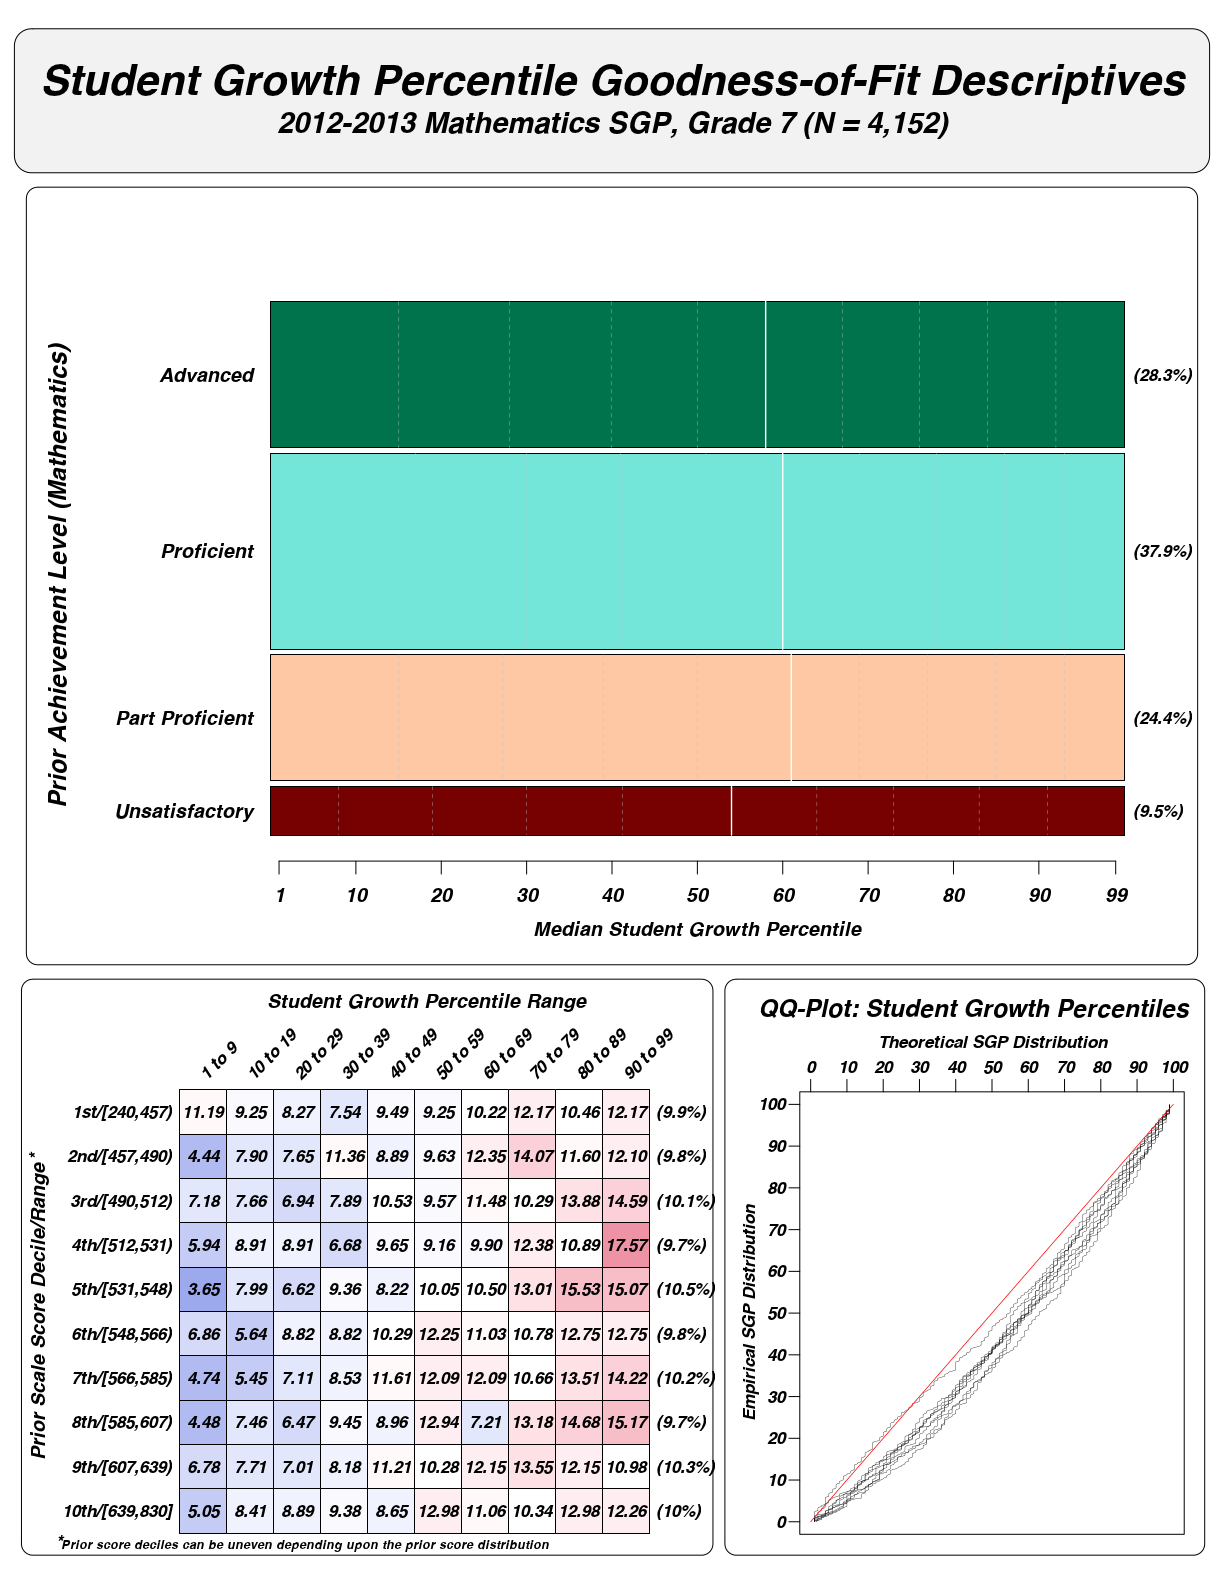 Student Growth Percentile Goodness-of-Fit Descriptives
2012-2013 Mathematics SGP, Grade 7 (N = 4,152)
Prior Achievement Level (Mathematics)
Advanced (28.3%)
Proficient (37.9%)
Part Proficient (24.4%)
Unsatisfactory (9.5%)
1 10 20 30 40 50 60 70 80 90 99
Median Student Growth Percentile
Student Growth Percentile Range
1 to 9 10 to 19 20 to 29 30 to 39 40 to 49 50 to 59 60 to 69 70 to 79 80 to 89 90 to 99
Prior Scale Score Decile/Range*
1st/[240,457) 11.19 9.25 8.27 7.54 9.49 9.25 10.22 12.17 10.46 12.17 (9.9%)
2nd/[457,490) 4.44 7.90 7.65 11.36 8.89 9.63 12.35 14.07 11.60 12.10 (9.8%)
3rd/[490,512) 7.18 7.66 6.94 7.89 10.53 9.57 11.48 10.29 13.88 14.59 (10.1%)
4th/[512,531) 5.94 8.91 8.91 6.68 9.65 9.16 9.90 12.38 10.89 17.57 (9.7%)
5th/[531,548) 3.65 7.99 6.62 9.36 8.22 10.05 10.50 13.01 15.53 15.07 (10.5%)
6th/[548,566) 6.86 5.64 8.82 8.82 10.29 12.25 11.03 10.78 12.75 12.75 (9.8%)
7th/[566,585) 4.74 5.45 7.11 8.53 11.61 12.09 12.09 10.66 13.51 14.22 (10.2%)
8th/[585,607) 4.48 7.46 6.47 9.45 8.96 12.94 7.21 13.18 14.68 15.17 (9.7%)
9th/[607,639) 6.78 7.71 7.01 8.18 11.21 10.28 12.15 13.55 12.15 10.98 (10.3%)
10th/[639,830] 5.05 8.41 8.89 9.38 8.65 12.98 11.06 10.34 12.98 12.26 (10%)
*Prior score deciles can be uneven depending upon the prior score distribution
QQ-Plot: Student Growth Percentiles
Theoretical SGP Distribution
0 10 20 30 40 50 60 70 80 90 100
Empirical SGP Distribution
100
90
80
70
60
50
40
30
20
10
0